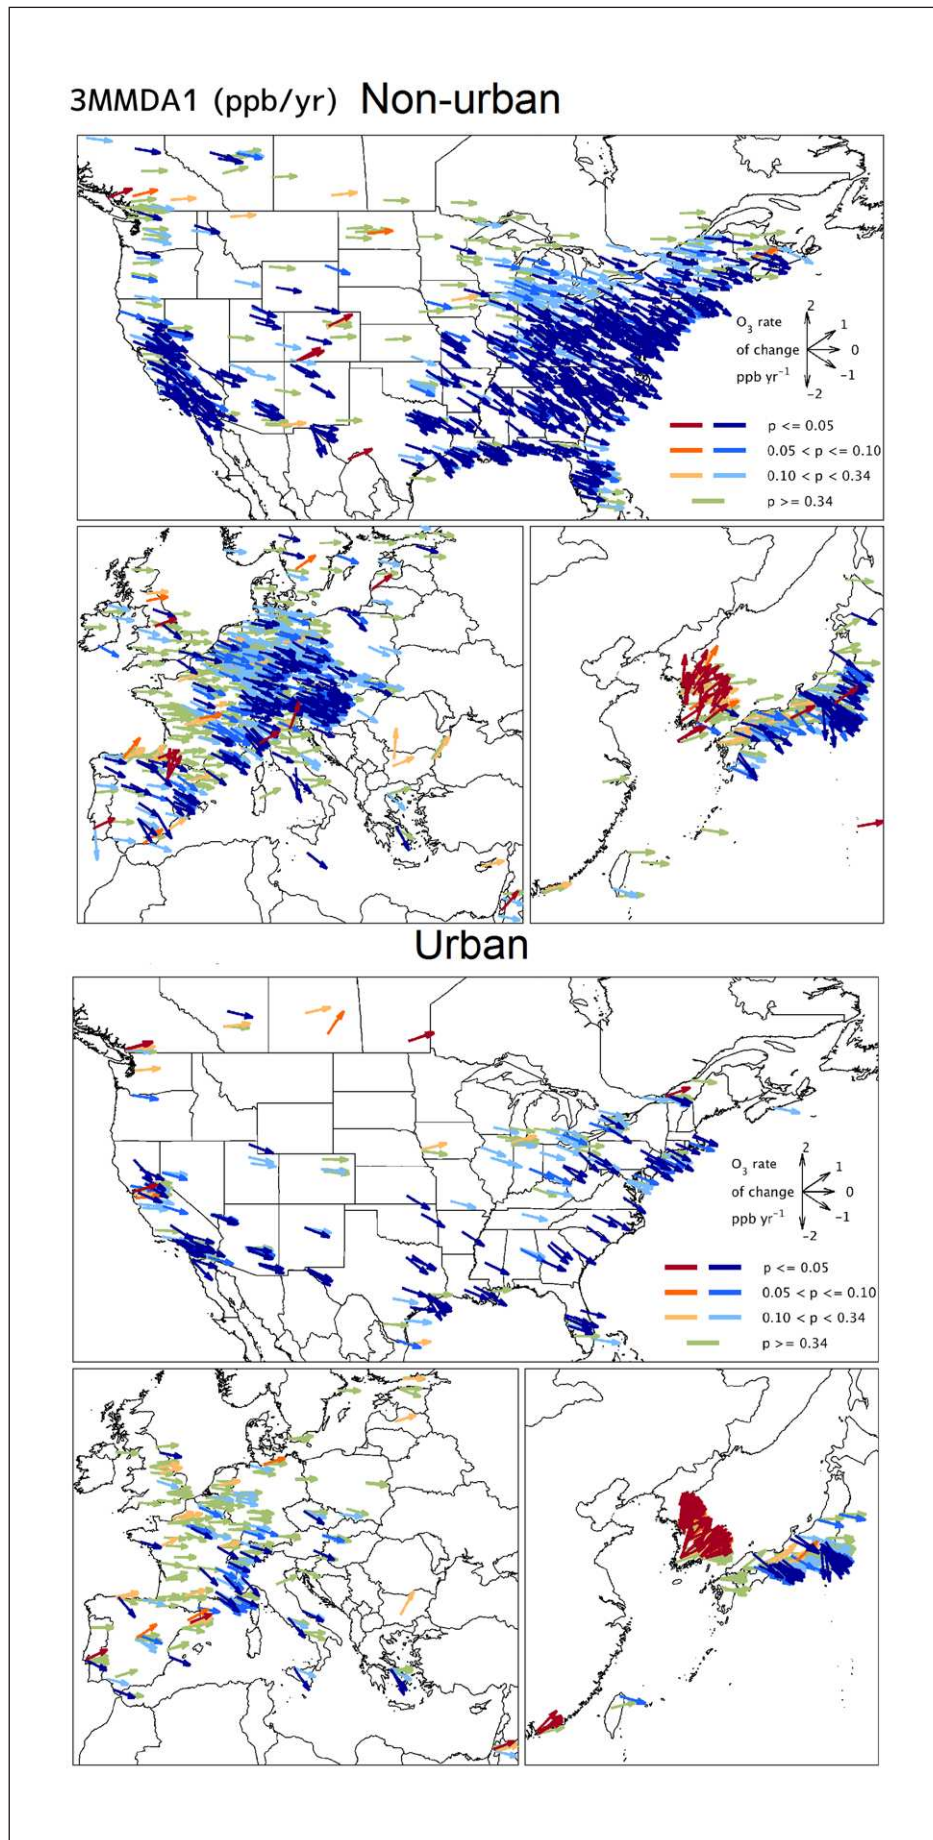 3MMDA1 (ppb/yr) Non-urban
2
O3 rate
1
of change
0
ppb yr−1
−1
−2
p <= 0.05
0.05 < p <= 0.10
0.10 < p < 0.34
p >= 0.34
Urban
2
O3 rate
1
of change
0
ppb yr−1
−1
−2
p <= 0.05
0.05 < p <= 0.10
0.10 < p < 0.34
p >= 0.34